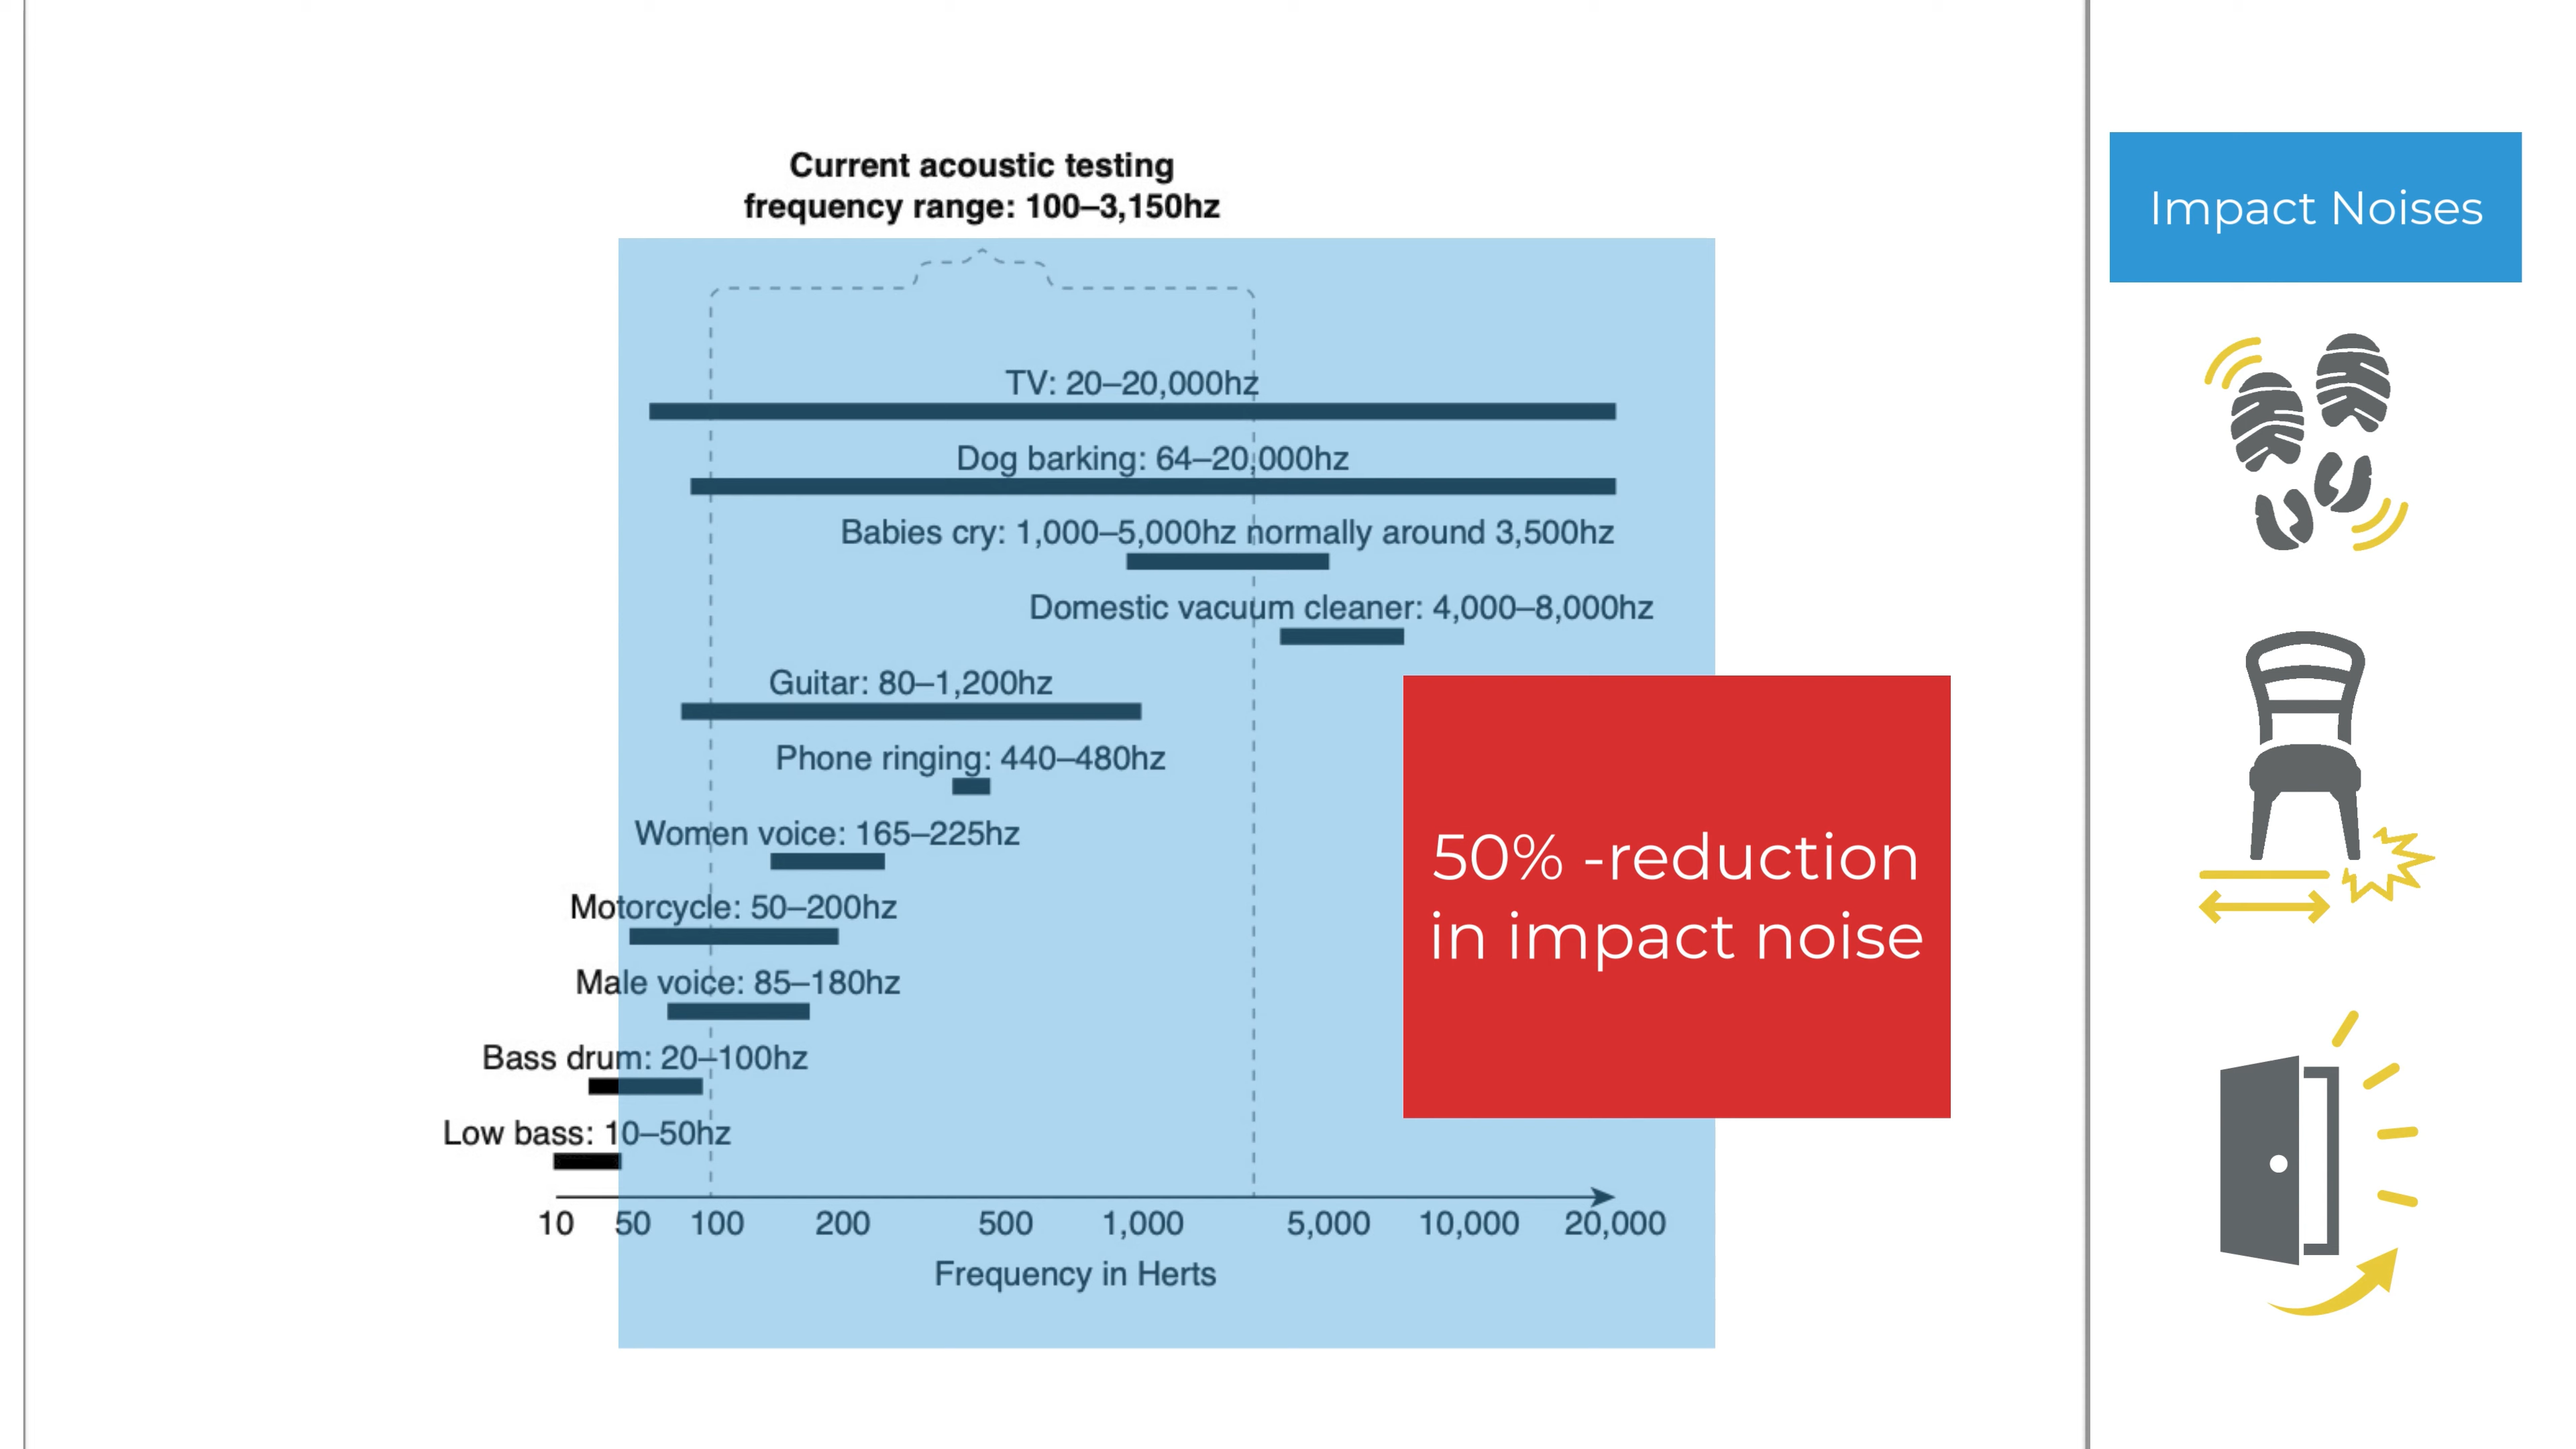 Current acoustic testing
frequency range: 100–3,150hz
Impact Noises
TV: 20–20,000hz
Dog barking: 64–20,000hz
Babies cry: 1,000–5,000hz normally around 3,500hz
Domestic vacuum cleaner: 4,000–8,000hz
Guitar: 80–1,200hz
Phone ringing: 440–480hz
Women voice: 165–225hz
Motorcycle: 50–200hz
Male voice: 85–180hz
Bass drum: 20–100hz
Low bass: 10–50hz
50% -reduction
in impact noise
10 50 100 200 500 1,000 5,000 10,000 20,000
Frequency in Herts